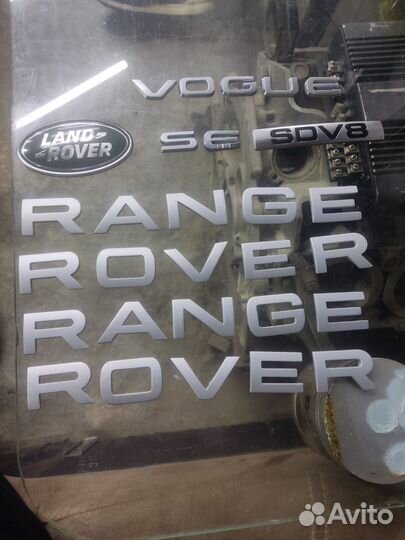 VOGUE
LAND-
ROVER
SE SDV8
RANGE
ROVER
RANGE
ROVER
Avito